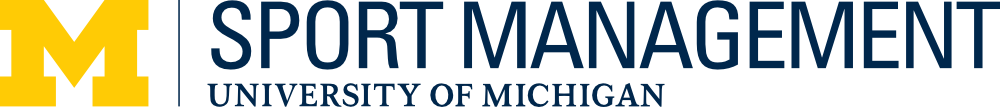 M
SPORT MANAGEMENT
UNIVERSITY OF MICHIGAN